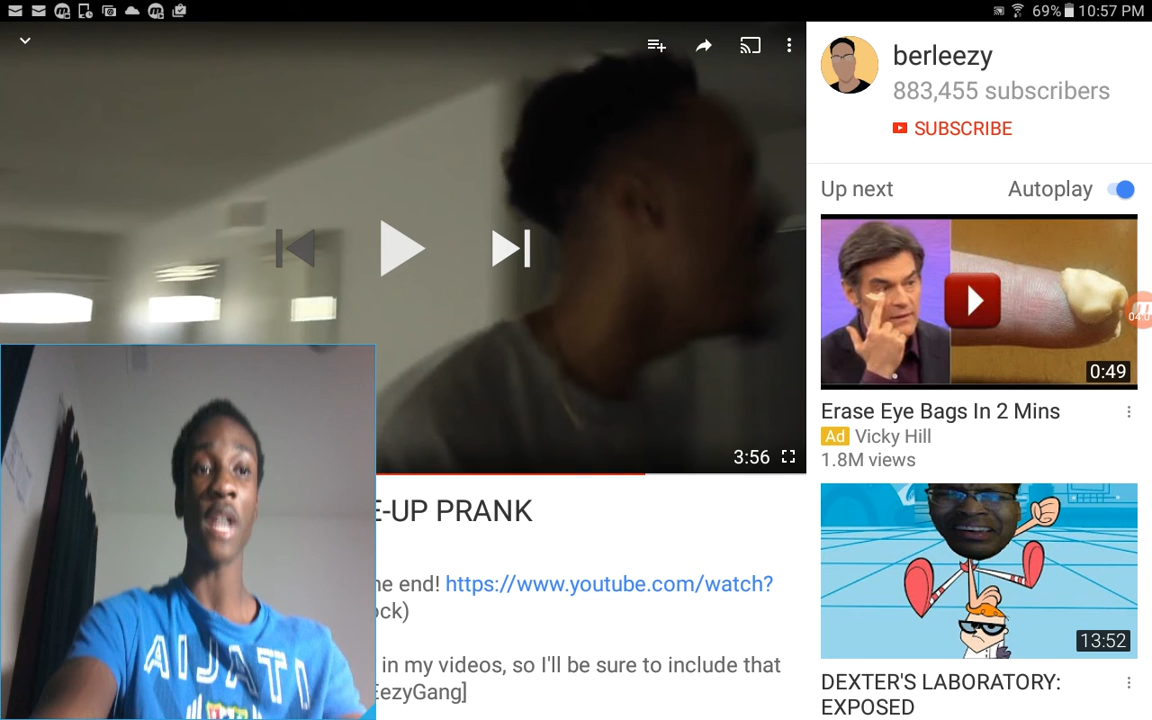 69% 10:57 PM
berleezy
883,455 subscribers
SUBSCRIBE
Up next
Autoplay
0:49
Erase Eye Bags In 2 Mins
Ad Vicky Hill
1.8M views
3:56
E-UP PRANK
he end! https://www.youtube.com/watch?
ock)
in my videos, so I'll be sure to include that
EezyGang]
AIJATI
13:52
DEXTER'S LABORATORY:
EXPOSED